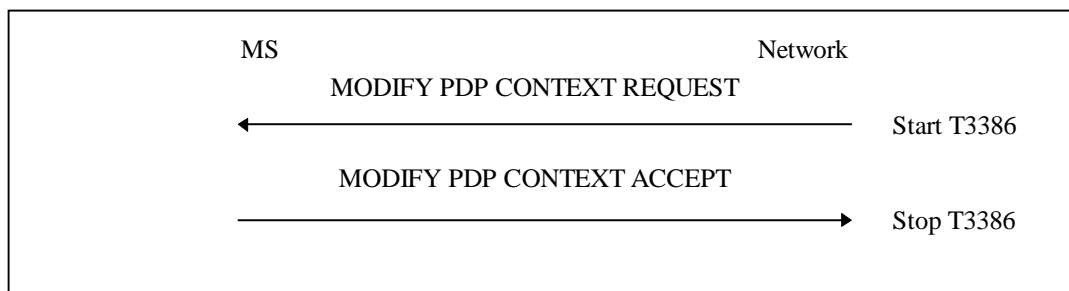 MS Network
MODIFY PDP CONTEXT REQUEST
Start T3386
MODIFY PDP CONTEXT ACCEPT
Stop T3386